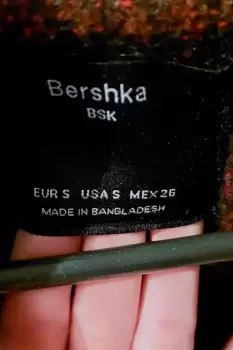 Bershka
BSK
EUR S USA S MEX 26
MADE IN BANGLADESH